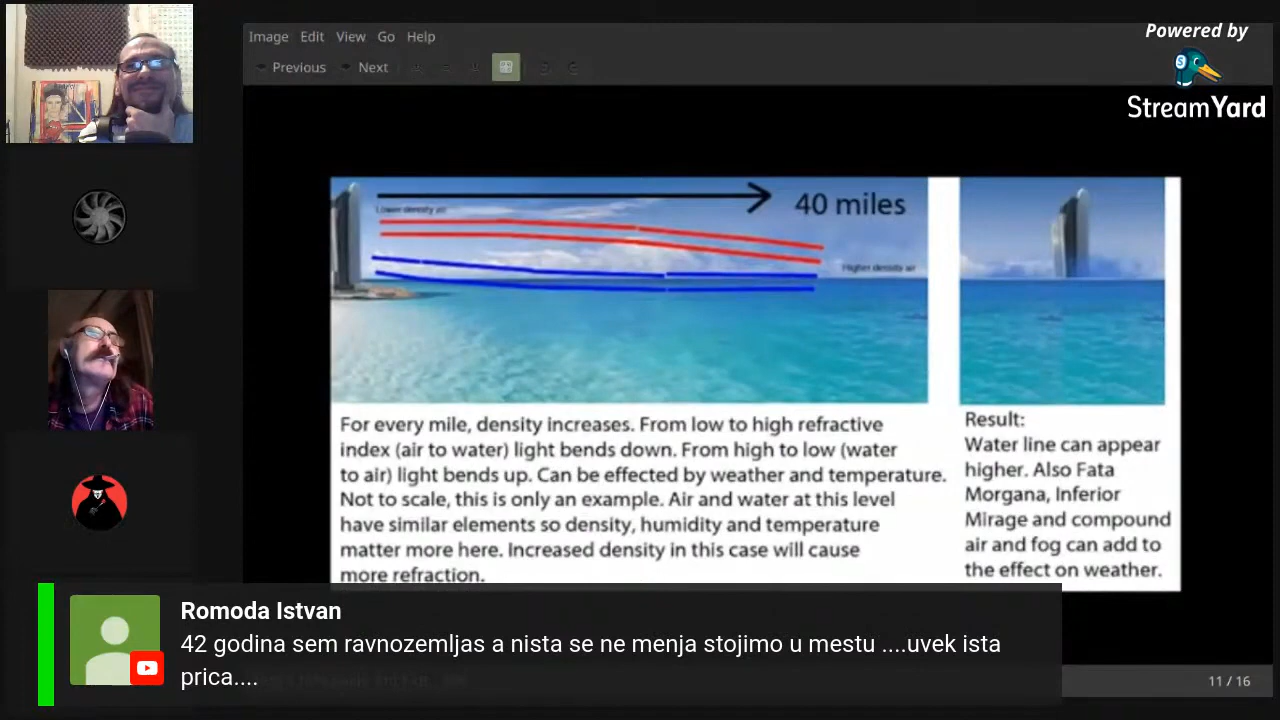 Image Edit View Go Help
Powered by
Previous Next
StreamYard
40 miles
Lower density air
Higher density air
For every mile, density increases. From low to high refractive
index (air to water) light bends down. From high to low (water
to air) light bends up. Can be effected by weather and temperature.
Not to scale, this is only an example. Air and water at this level
have similar elements so density, humidity and temperature
matter more here. Increased density in this case will cause
more refraction.
Result:
Water line can appear
higher. Also Fata
Morgana, Inferior
Mirage and compound
air and fog can add to
the effect on weather.
Romoda Istvan
42 godina sem ravnozemljas a nista se ne menja stojimo u mestu ....uvek ista
prica....
11 / 16